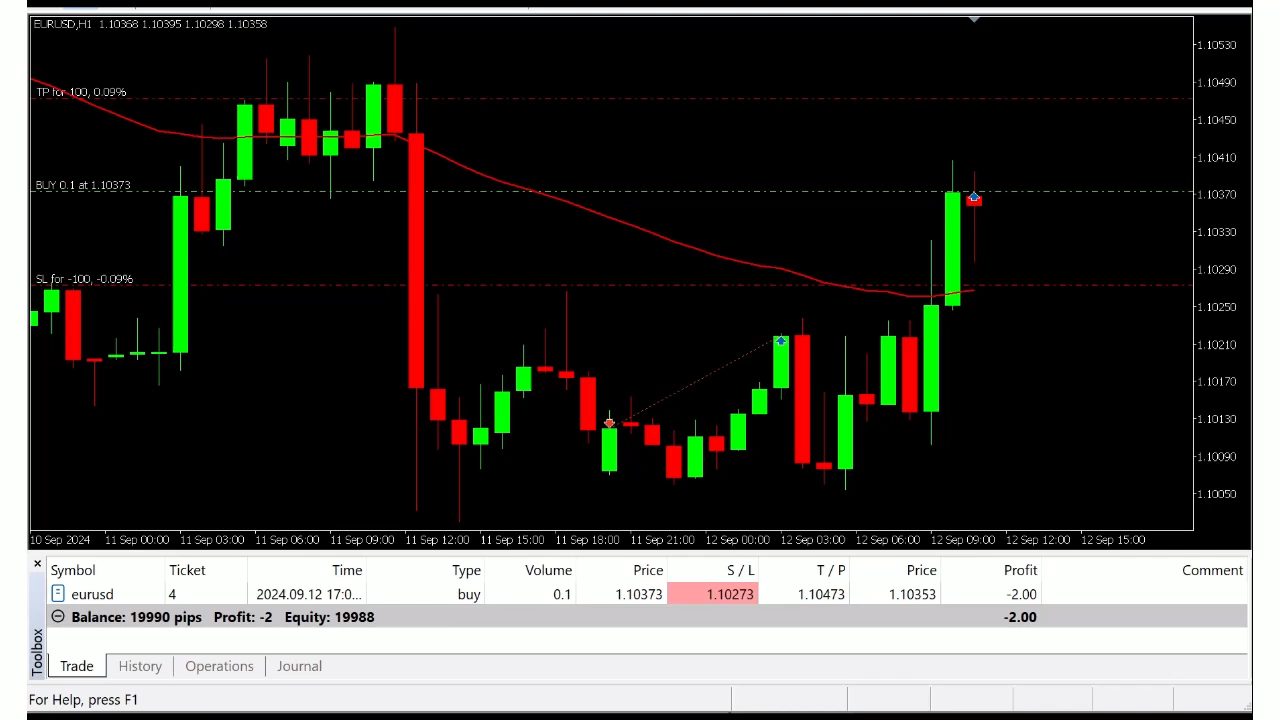 EURUSD,H1 1.10368 1.10395 1.10298 1.10358
1.10530
1.10490
TP for 100, 0.09%
1.10450
1.10410
BUY 0.1 at 1.10373
1.10370
1.10330
SL for -100, -0.09%
1.10290
1.10250
1.10210
1.10170
1.10130
1.10090
1.10050
10 Sep 2024 11 Sep 00:00 11 Sep 03:00 11 Sep 06:00 11 Sep 09:00 11 Sep 12:00 11 Sep 15:00 11 Sep 18:00 11 Sep 21:00 12 Sep 00:00 12 Sep 03:00 12 Sep 06:00 12 Sep 09:00 12 Sep 12:00 12 Sep 15:00
Symbol Ticket Time Type Volume Price S / L T / P Price Profit Comment
eurusd 4 2024.09.12 17:0... buy 0.1 1.10373 1.10273 1.10473 1.10353 -2.00
Balance: 19990 pips Profit: -2 Equity: 19988 -2.00
Toolbox
Trade History Operations Journal
For Help, press F1